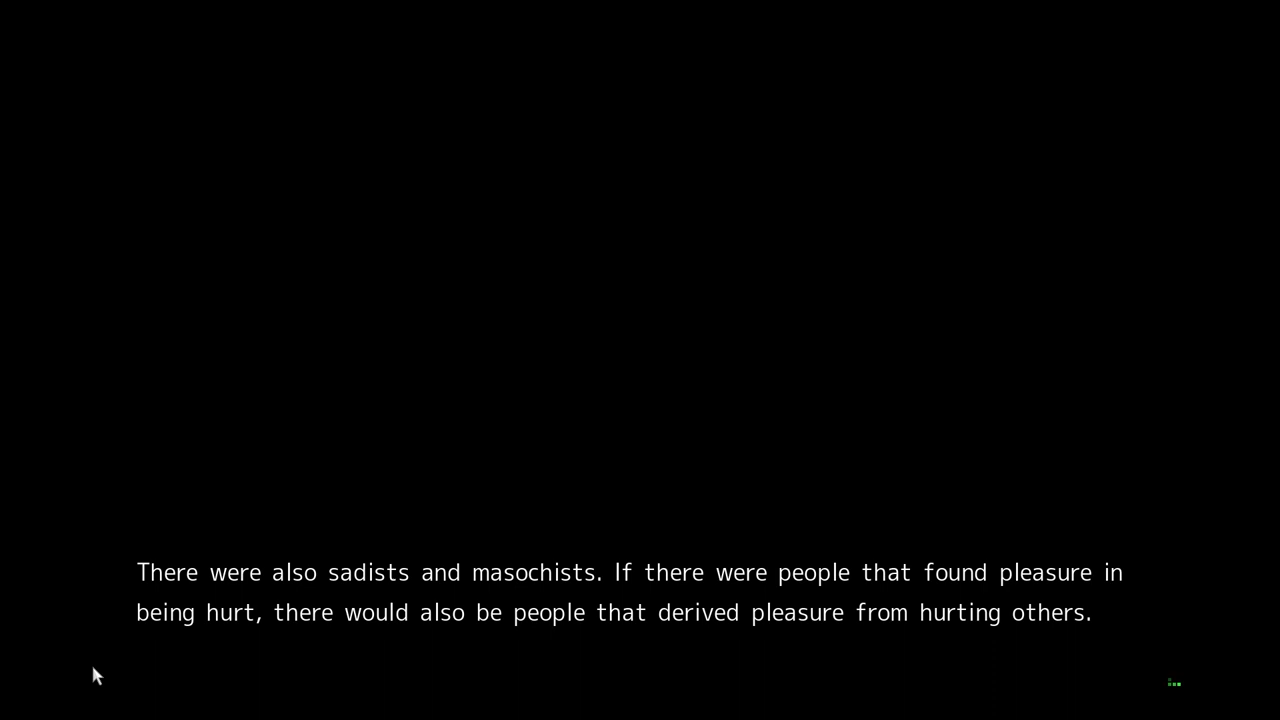 There were also sadists and masochists. If there were people that found pleasure in
being hurt, there would also be people that derived pleasure from hurting others.